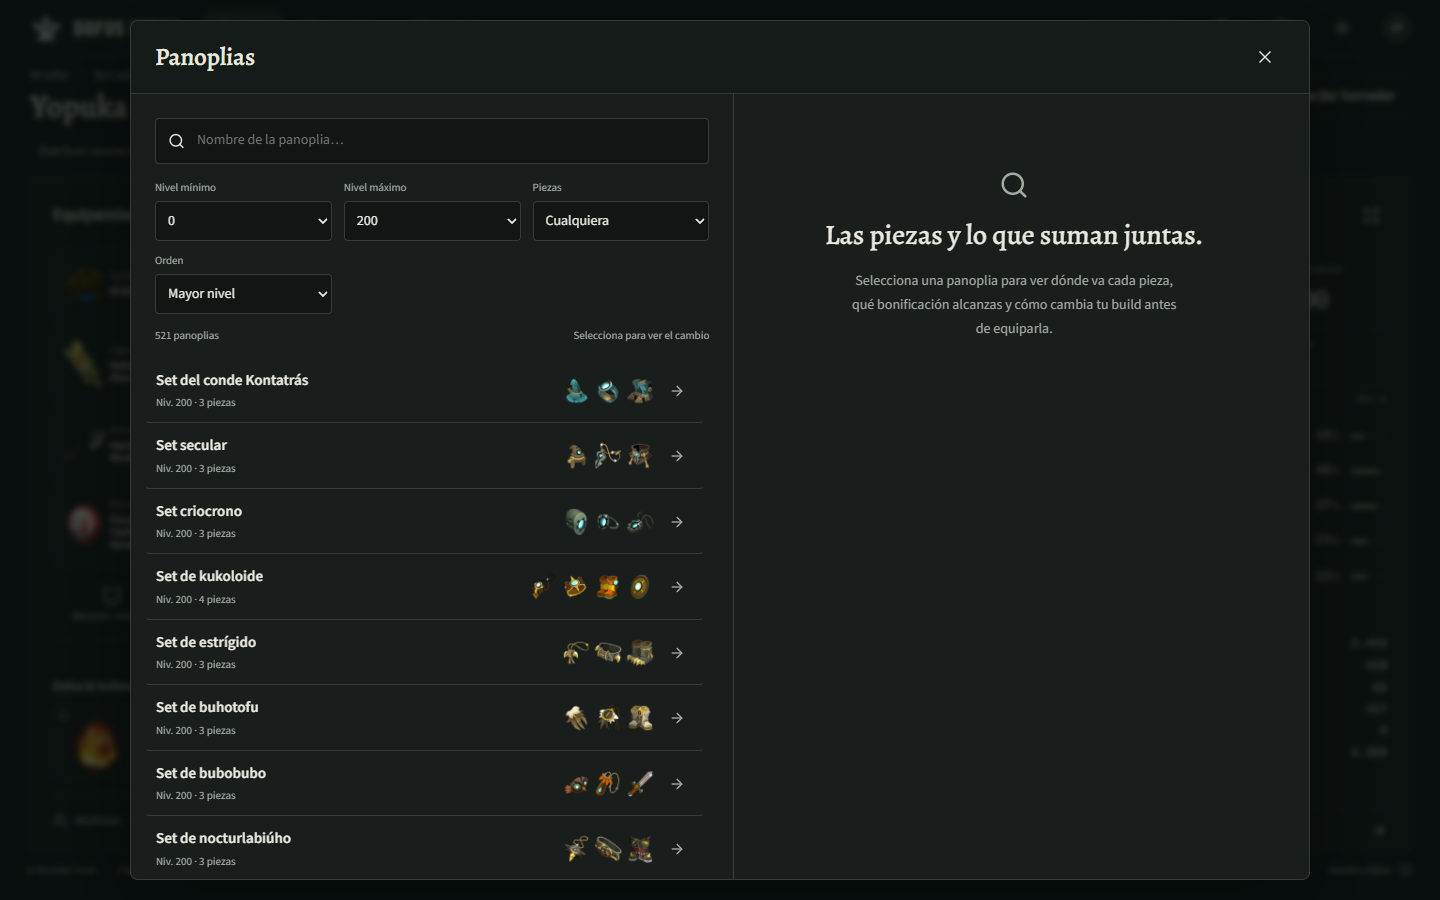 DOFUS
Yopuka
Panoplias
Nombre de la panoplia…
Nivel mínimo
Nivel máximo
Piezas
0
200
Cualquiera
Orden
Mayor nivel
521 panoplias
Selecciona para ver el cambio
Set del conde Kontatrás
Niv. 200 · 3 piezas
Set secular
Niv. 200 · 3 piezas
Set criocrono
Niv. 200 · 3 piezas
Set de kukoloide
Niv. 200 · 4 piezas
Set de estrígido
Niv. 200 · 3 piezas
Set de buhotofu
Niv. 200 · 3 piezas
Set de bubobubo
Niv. 200 · 3 piezas
Set de nocturlabiúho
Niv. 200 · 3 piezas
Las piezas y lo que suman juntas.
Selecciona una panoplia para ver dónde va cada pieza,
qué bonificación alcanzas y cómo cambia tu build antes
de equiparla.